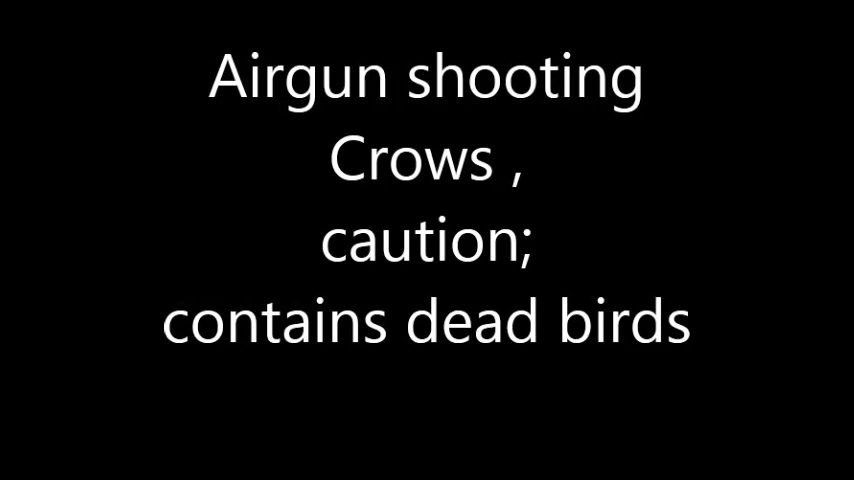 Airgun shooting
Crows ,
caution;
contains dead birds